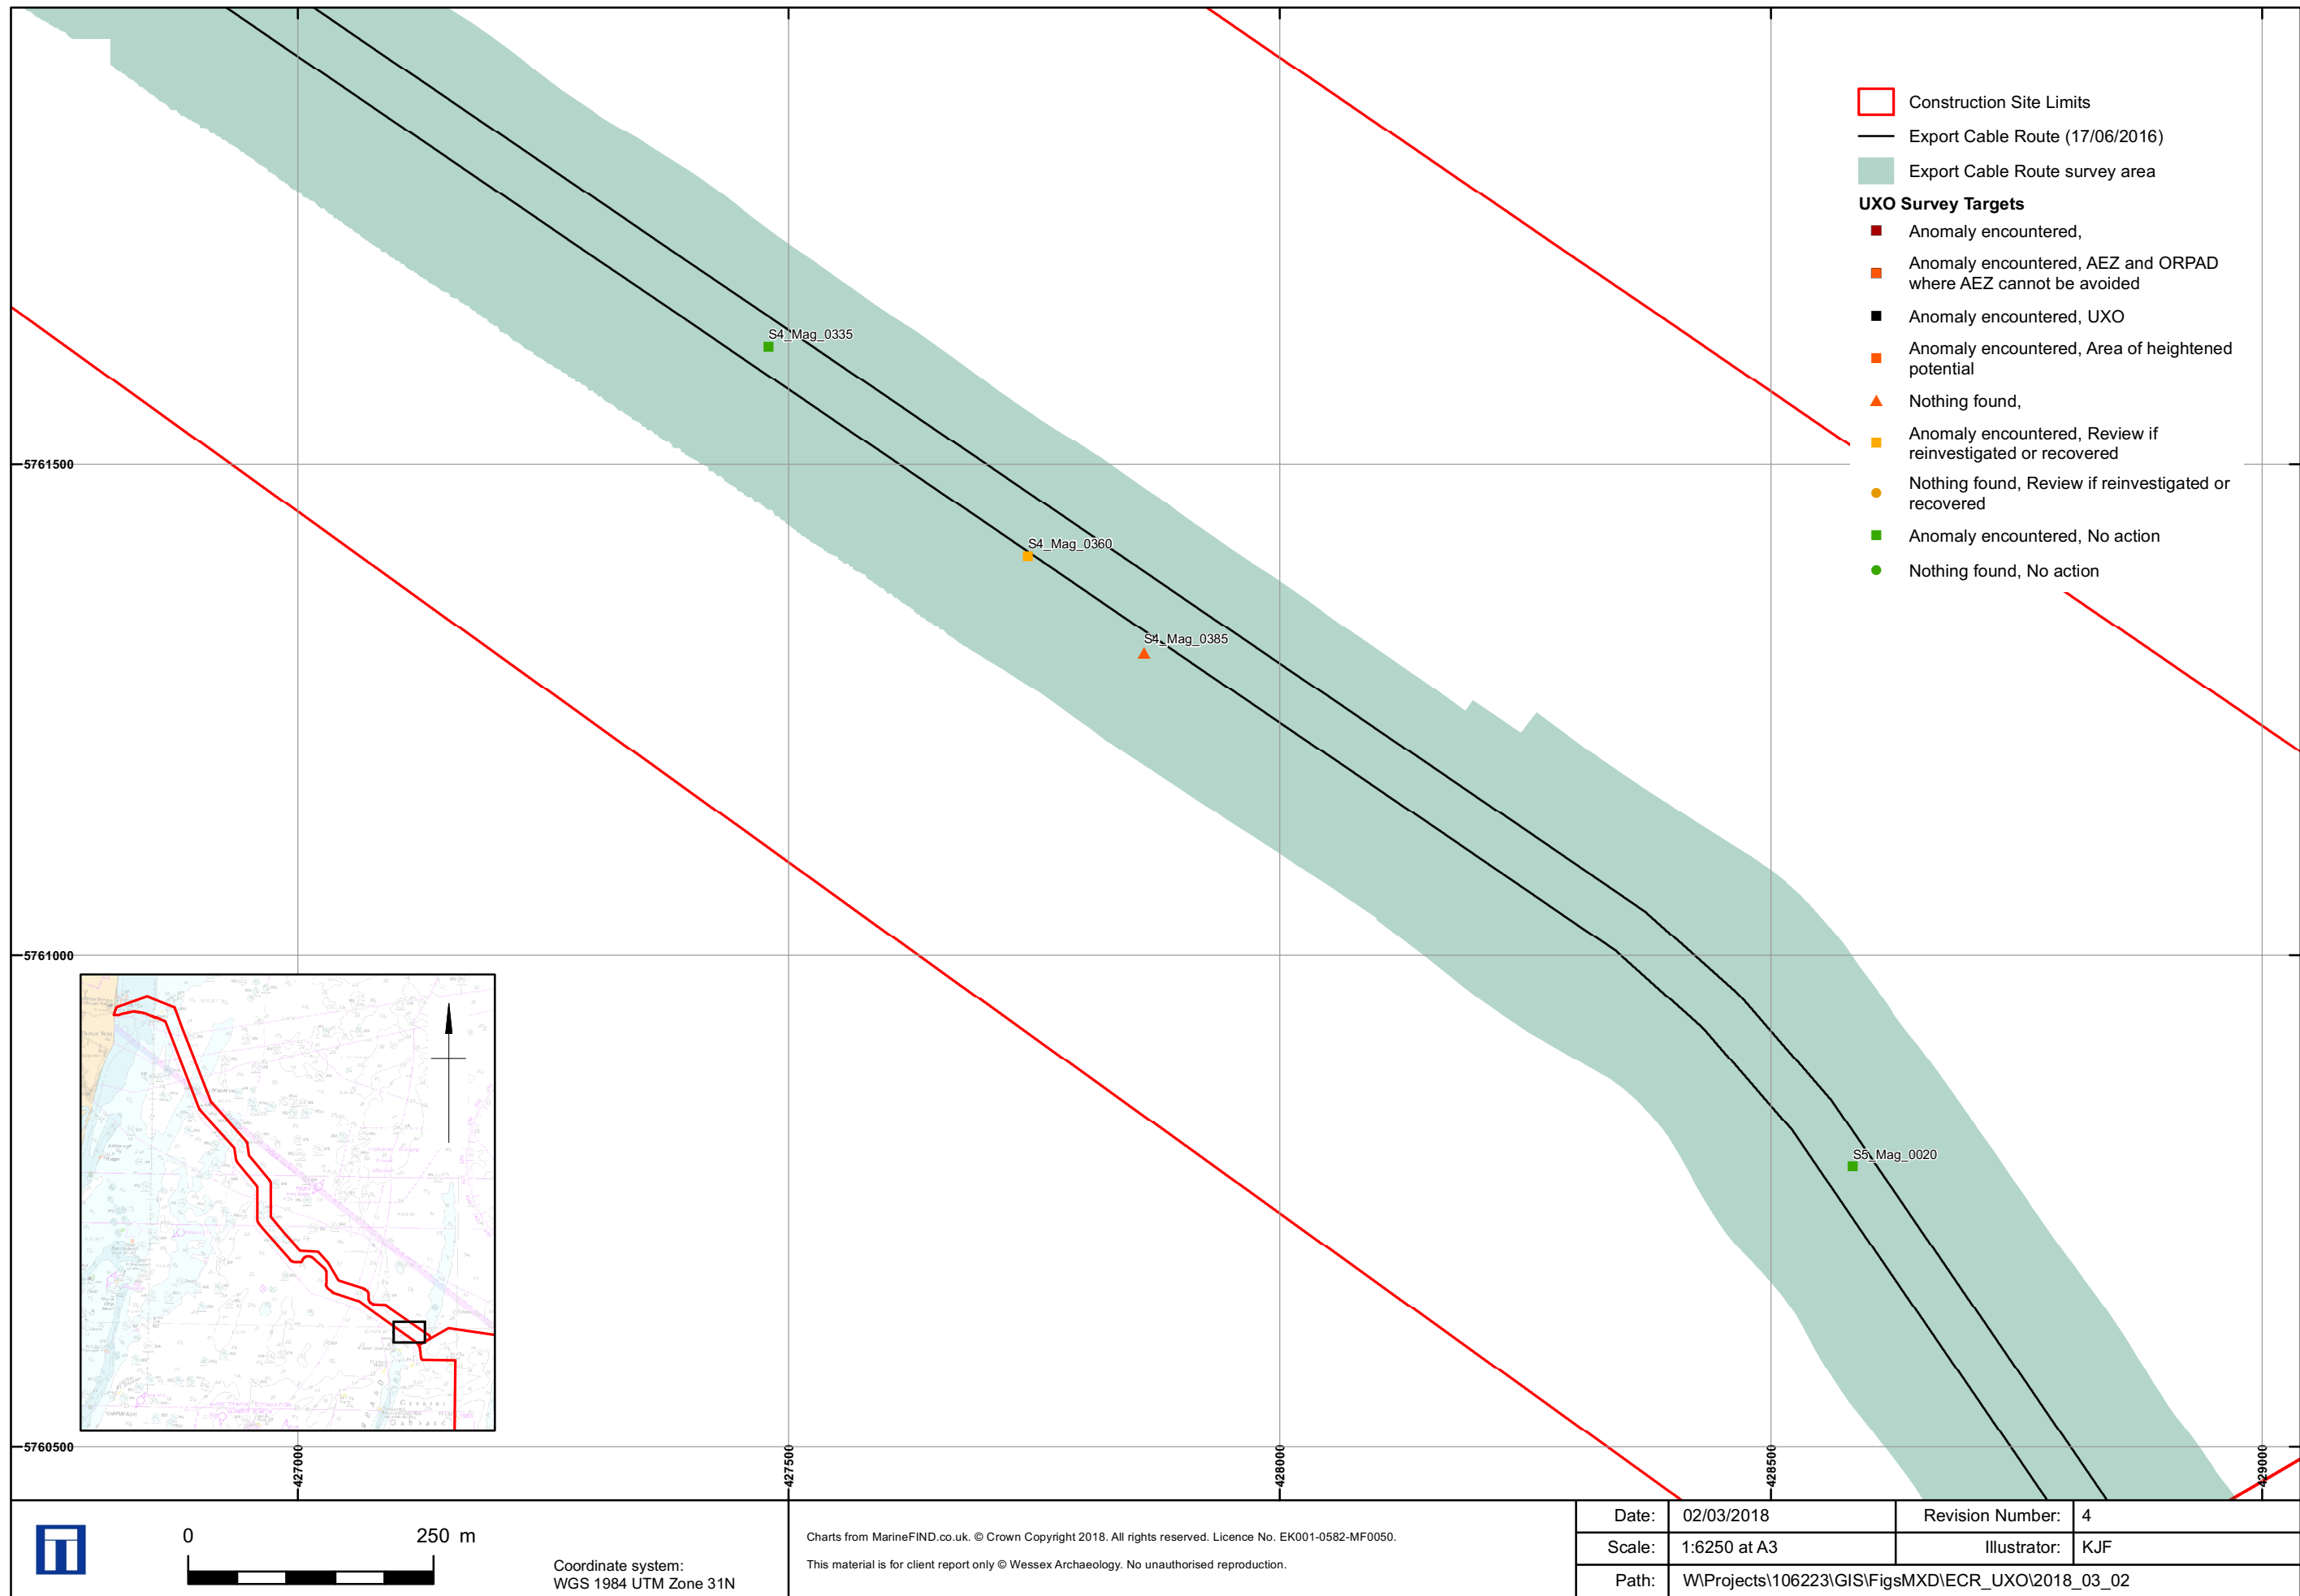 Construction Site Limits
Export Cable Route (17/06/2016)
Export Cable Route survey area
UXO Survey Targets
Anomaly encountered,
Anomaly encountered, AEZ and ORPAD
where AEZ cannot be avoided
Anomaly encountered, UXO
Anomaly encountered, Area of heightened
potential
Nothing found,
Anomaly encountered, Review if
reinvestigated or recovered
Nothing found, Review if reinvestigated or
recovered
Anomaly encountered, No action
Nothing found, No action
S4_Mag_0335
5761500
S4_Mag_0360
S4_Mag_0385
5761000
S5_Mag_0020
5760500
427000
427500
428000
428500
429000
0 250 m
Coordinate system:
WGS 1984 UTM Zone 31N
Charts from MarineFIND.co.uk. © Crown Copyright 2018. All rights reserved. Licence No. EK001-0582-MF0050.
This material is for client report only © Wessex Archaeology. No unauthorised reproduction.
Date: 02/03/2018 Revision Number: 4
Scale: 1:6250 at A3 Illustrator: KJF
Path: W\Projects\106223\GIS\FigsMXD\ECR_UXO\2018_03_02